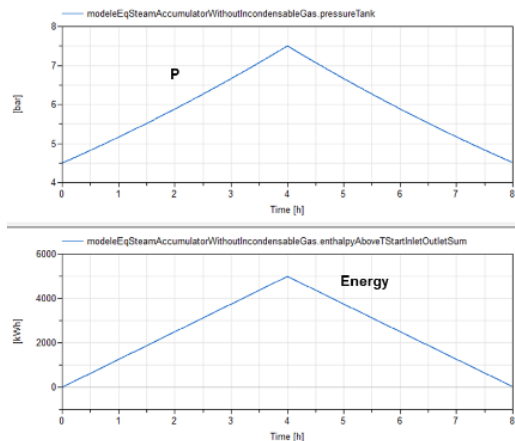 modeleEqSteamAccumulatorWithoutIncondensableGas.pressureTank
8
7
6
5
4
[bar]
P
0 1 2 3 4 5 6 7 8
Time [h]
modeleEqSteamAccumulatorWithoutIncondensableGas.enthalpyAboveTStartInletOutletSum
6000
4000
2000
0
[kWh]
Energy
0 1 2 3 4 5 6 7 8
Time [h]